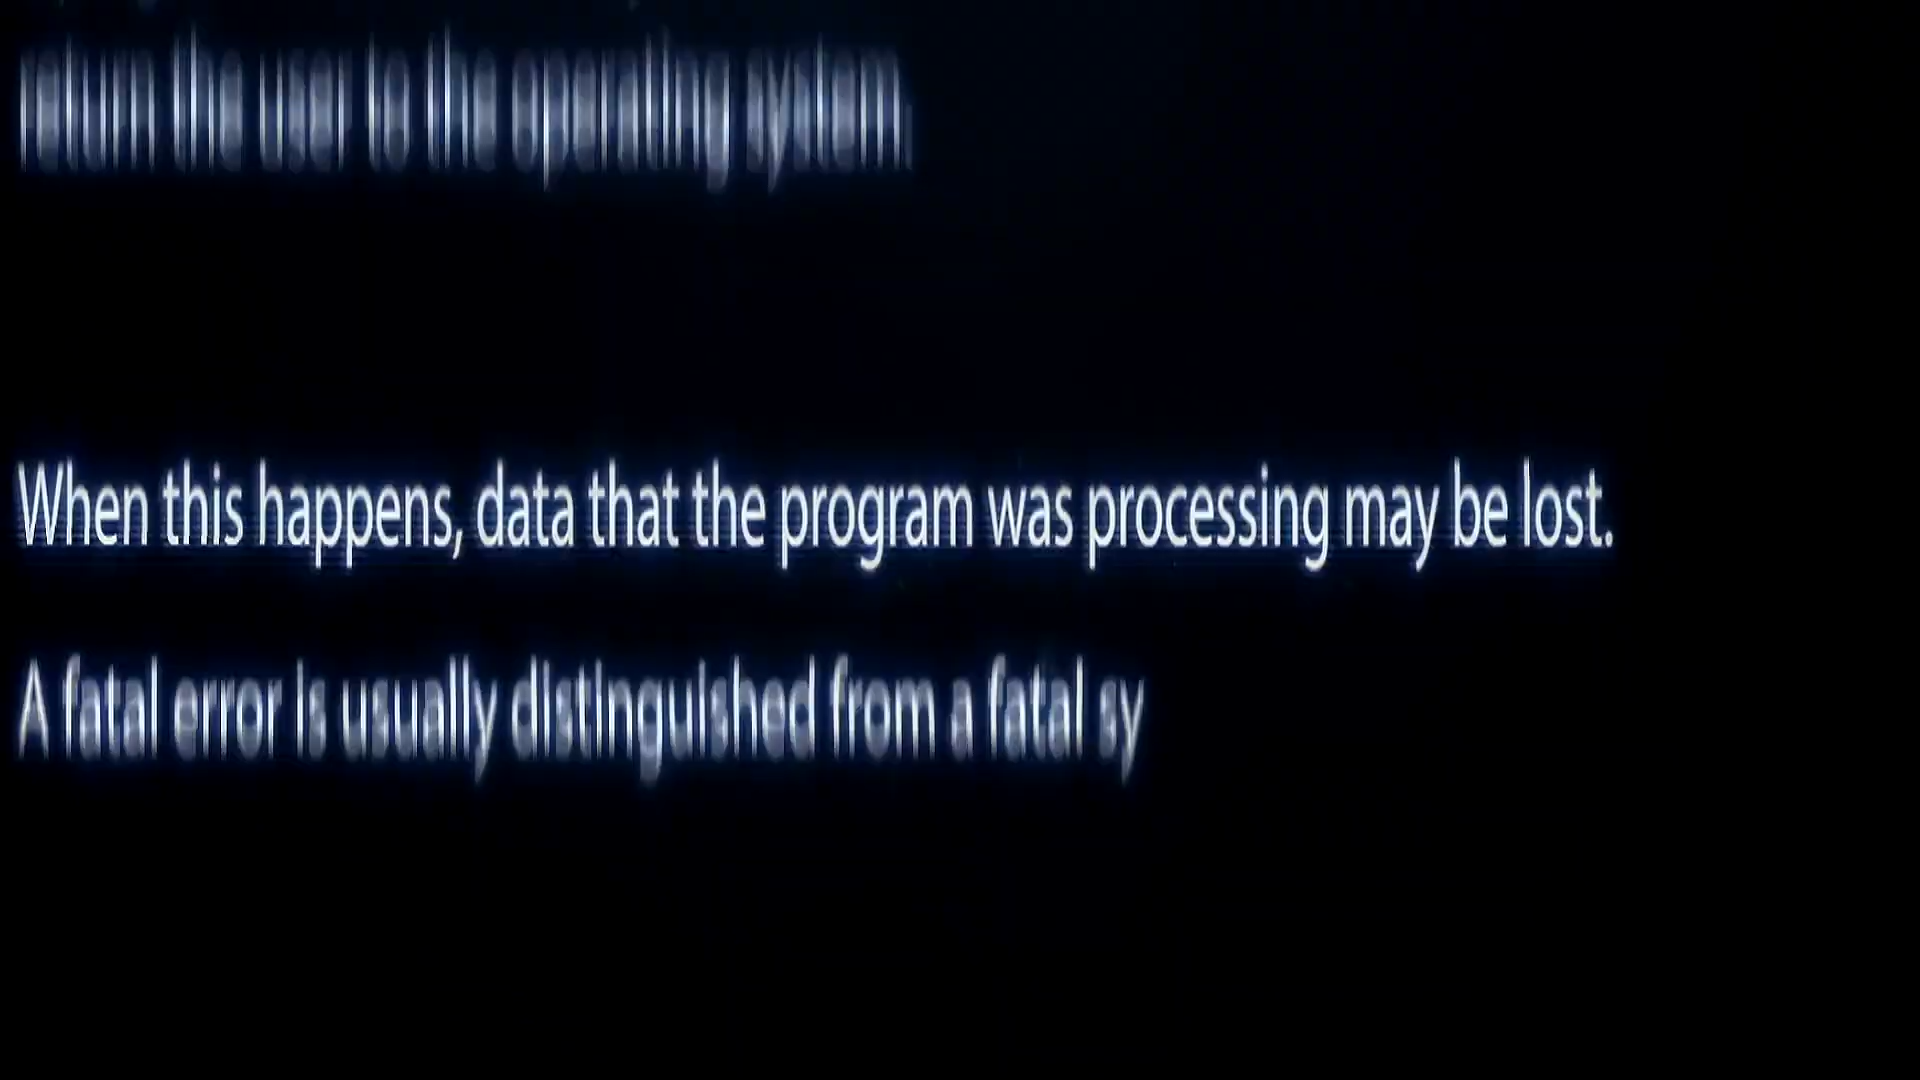 return the user to the operating system.
When this happens, data that the program was processing may be lost.
A fatal error is usually distinguished from a fatal sy